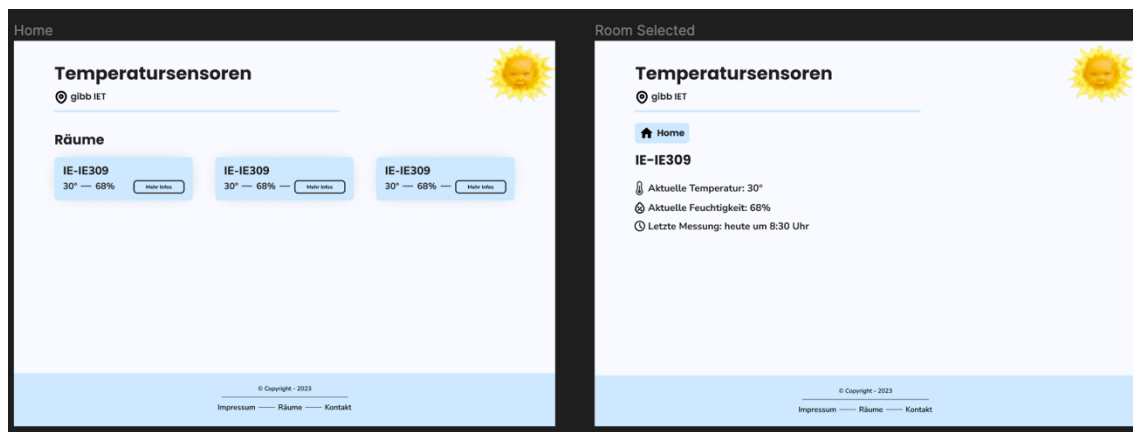 Home
Temperatursensoren
gibb IET
Räume
IE-IE309
30° — 68%
Mehr Infos
IE-IE309
30° — 68% —
Mehr Infos
IE-IE309
30° — 68% —
Mehr Infos
© Copyright - 2023
Impressum —— Räume —— Kontakt
Room Selected
Temperatursensoren
gibb IET
Home
IE-IE309
Aktuelle Temperatur: 30°
Aktuelle Feuchtigkeit: 68%
Letzte Messung: heute um 8:30 Uhr
© Copyright - 2023
Impressum —— Räume —— Kontakt